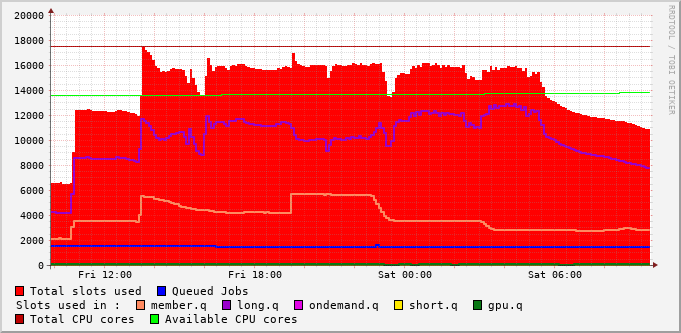 20000
18000
16000
14000
12000
10000
8000
6000
4000
2000
0
Fri 12:00 Fri 18:00 Sat 00:00 Sat 06:00
Total slots used Queued Jobs
Slots used in : member.q long.q ondemand.q short.q gpu.q
Total CPU cores Available CPU cores
RRDTOOL / TOBI OETIKER